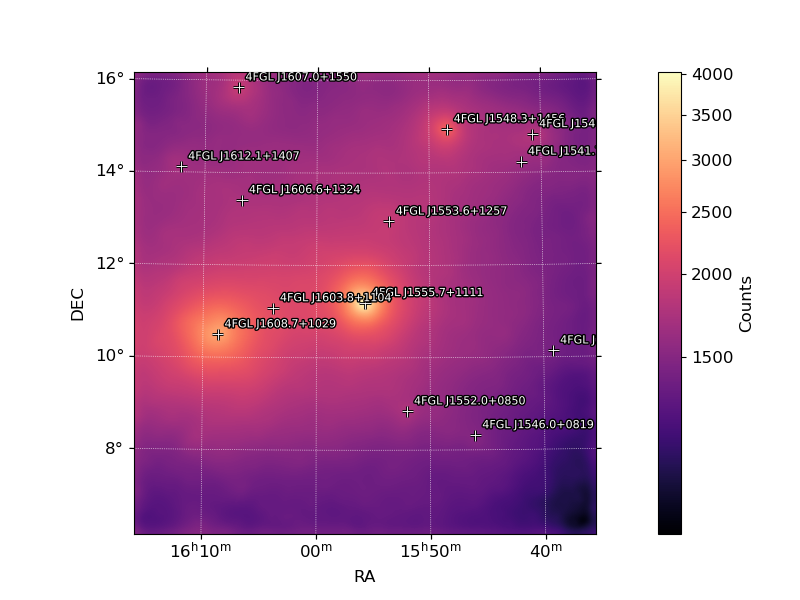 4FGL J1607.0+1550
4FGL J1548.3+1456
4FGL J154
4FGL J1541.
4FGL J1612.1+1407
4FGL J1606.6+1324
4FGL J1553.6+1257
4FGL J1603.8+1104
4FGL J1555.7+1111
4FGL J1608.7+1029
4FGL J
4FGL J1552.0+0850
4FGL J1546.0+0819
16°
14°
12°
10°
8°
DEC
16h10m
00m
15h50m
40m
RA
4000
3500
3000
2500
2000
1500
Counts